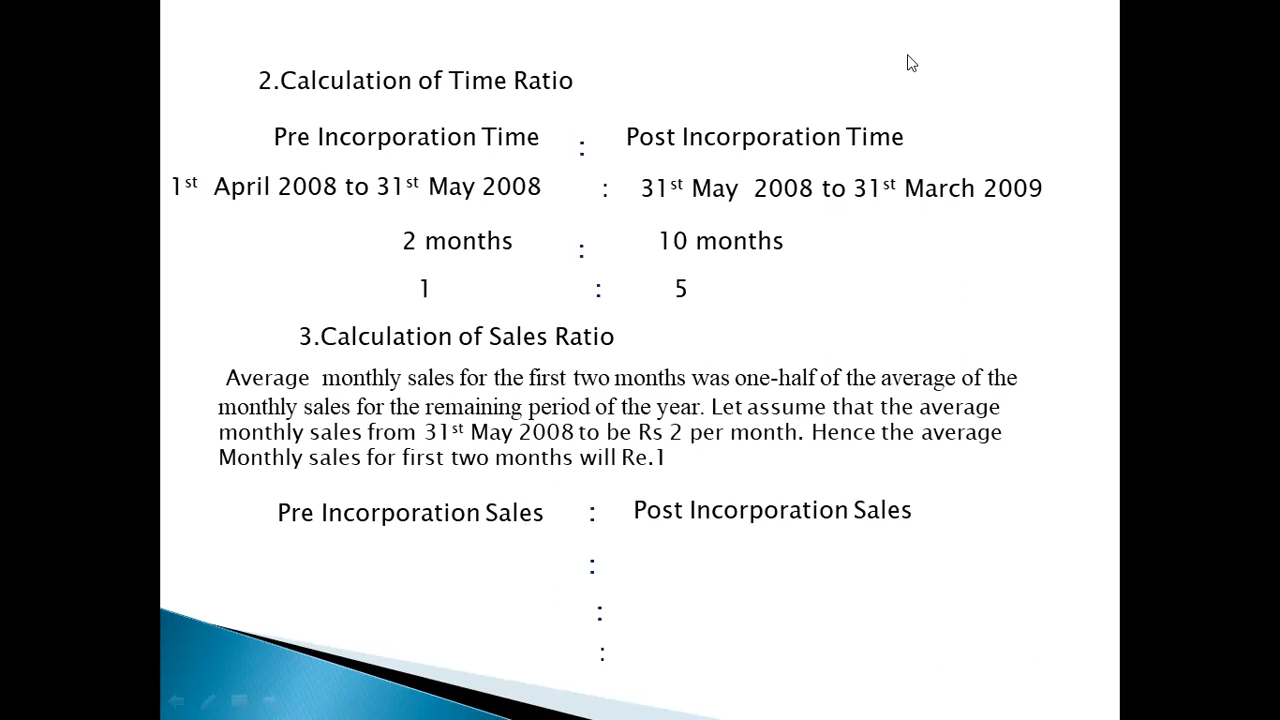 2.Calculation of Time Ratio
Pre Incorporation Time : Post Incorporation Time
1st April 2008 to 31st May 2008 : 31st May 2008 to 31st March 2009
2 months : 10 months
1 : 5
3.Calculation of Sales Ratio
Average monthly sales for the first two months was one-half of the average of the
monthly sales for the remaining period of the year. Let assume that the average
monthly sales from 31st May 2008 to be Rs 2 per month. Hence the average
Monthly sales for first two months will Re.1
Pre Incorporation Sales : Post Incorporation Sales
:
:
: